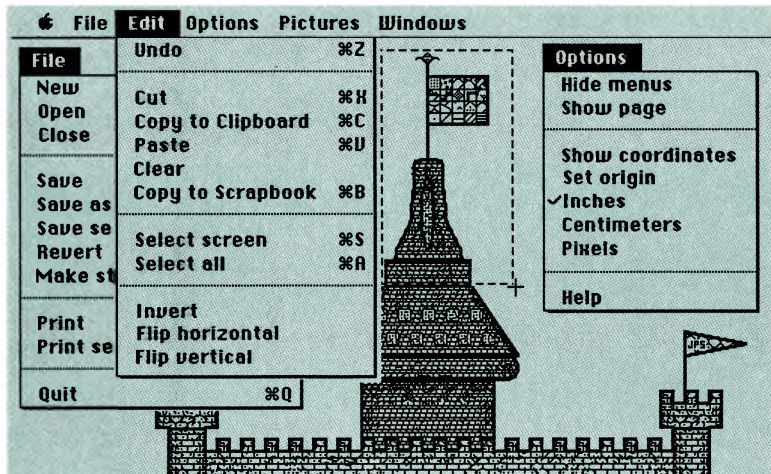 File Edit Options Pictures Windows
File
New
Open
Close
Save
Save as
Save se
Revert
Make st
Print
Print se
Quit ⌘Q
Undo ⌘Z
Cut ⌘X
Copy to Clipboard ⌘C
Paste ⌘V
Clear
Copy to Scrapbook ⌘B
Select screen ⌘S
Select all ⌘A
Invert
Flip horizontal
Flip vertical
Options
Hide menus
Show page
Show coordinates
Set origin
✓Inches
Centimeters
Pixels
Help
JPS